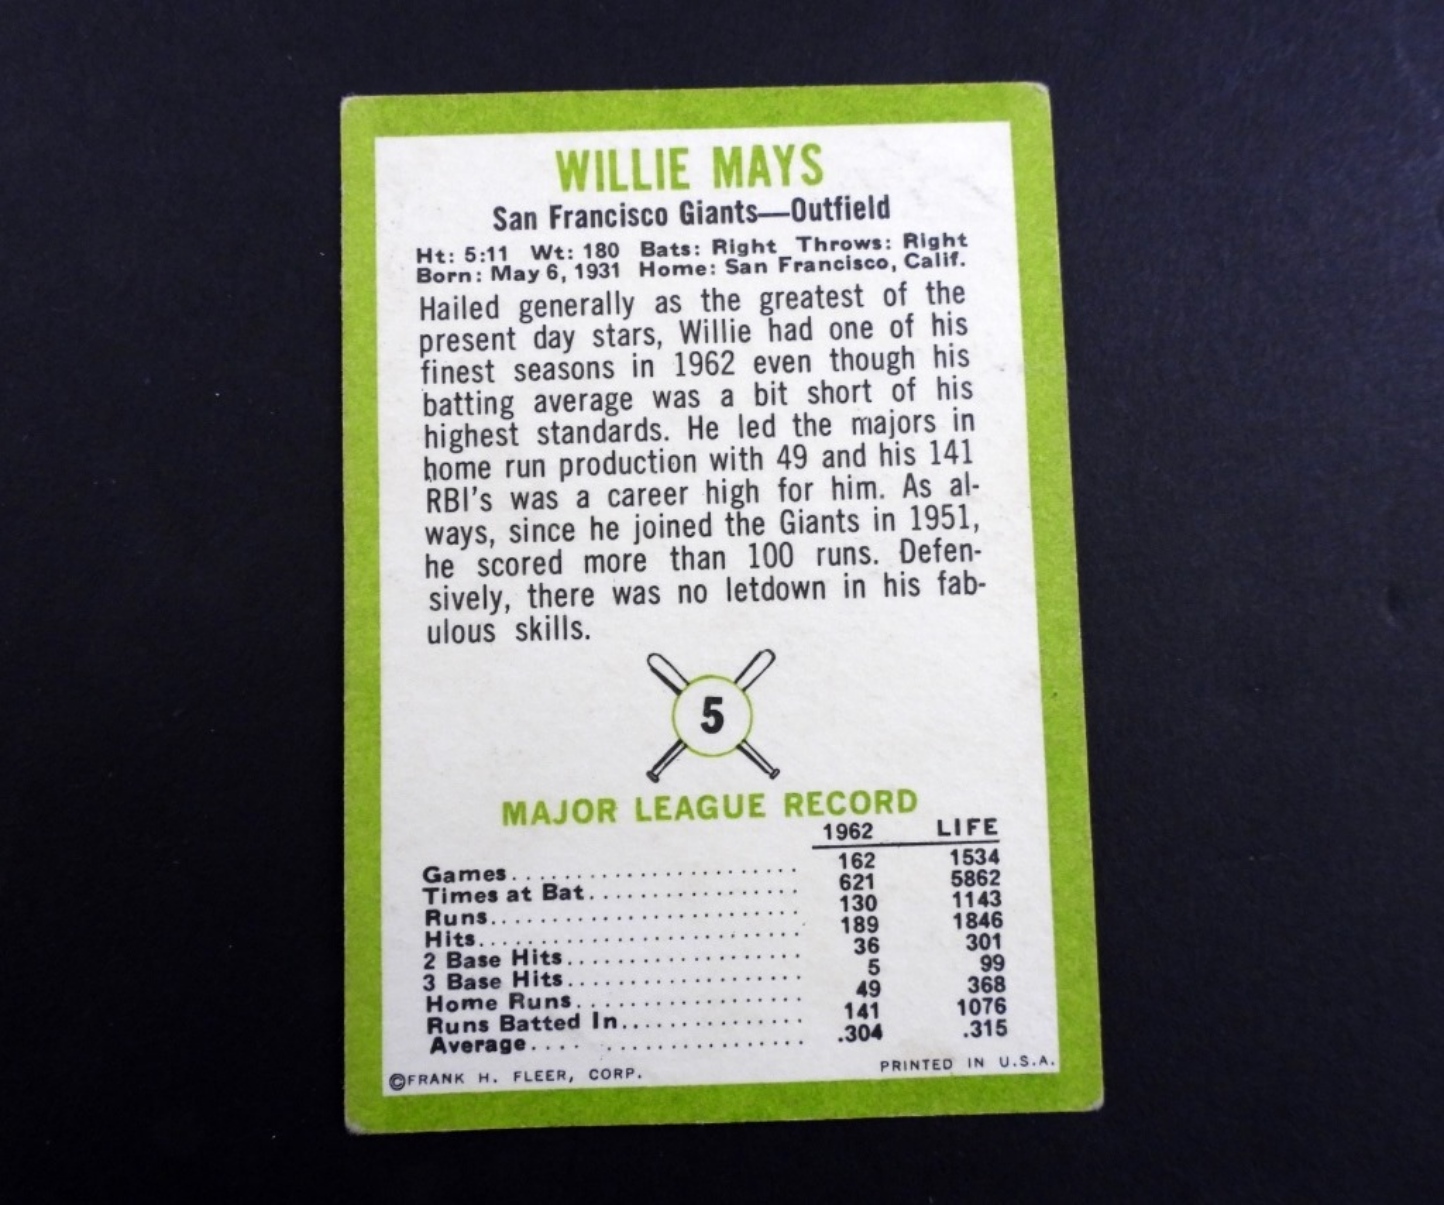 WILLIE MAYS
San Francisco Giants—Outfield
Ht: 5:11 Wt: 180 Bats: Right Throws: Right
Born: May 6, 1931 Home: San Francisco, Calif.
Hailed generally as the greatest of the
present day stars, Willie had one of his
finest seasons in 1962 even though his
batting average was a bit short of his
highest standards. He led the majors in
home run production with 49 and his 141
RBI's was a career high for him. As al-
ways, since he joined the Giants in 1951,
he scored more than 100 runs. Defen-
sively, there was no letdown in his fab-
ulous skills.
5
MAJOR LEAGUE RECORD
1962 LIFE
Games.......................... 162 1534
Times at Bat................... 621 5862
Runs........................... 130 1143
Hits........................... 189 1846
2 Base Hits.................... 36 301
3 Base Hits.................... 5 99
Home Runs...................... 49 368
Runs Batted In................. 141 1076
Average........................ .304 .315
©FRANK H. FLEER, CORP. PRINTED IN U.S.A.